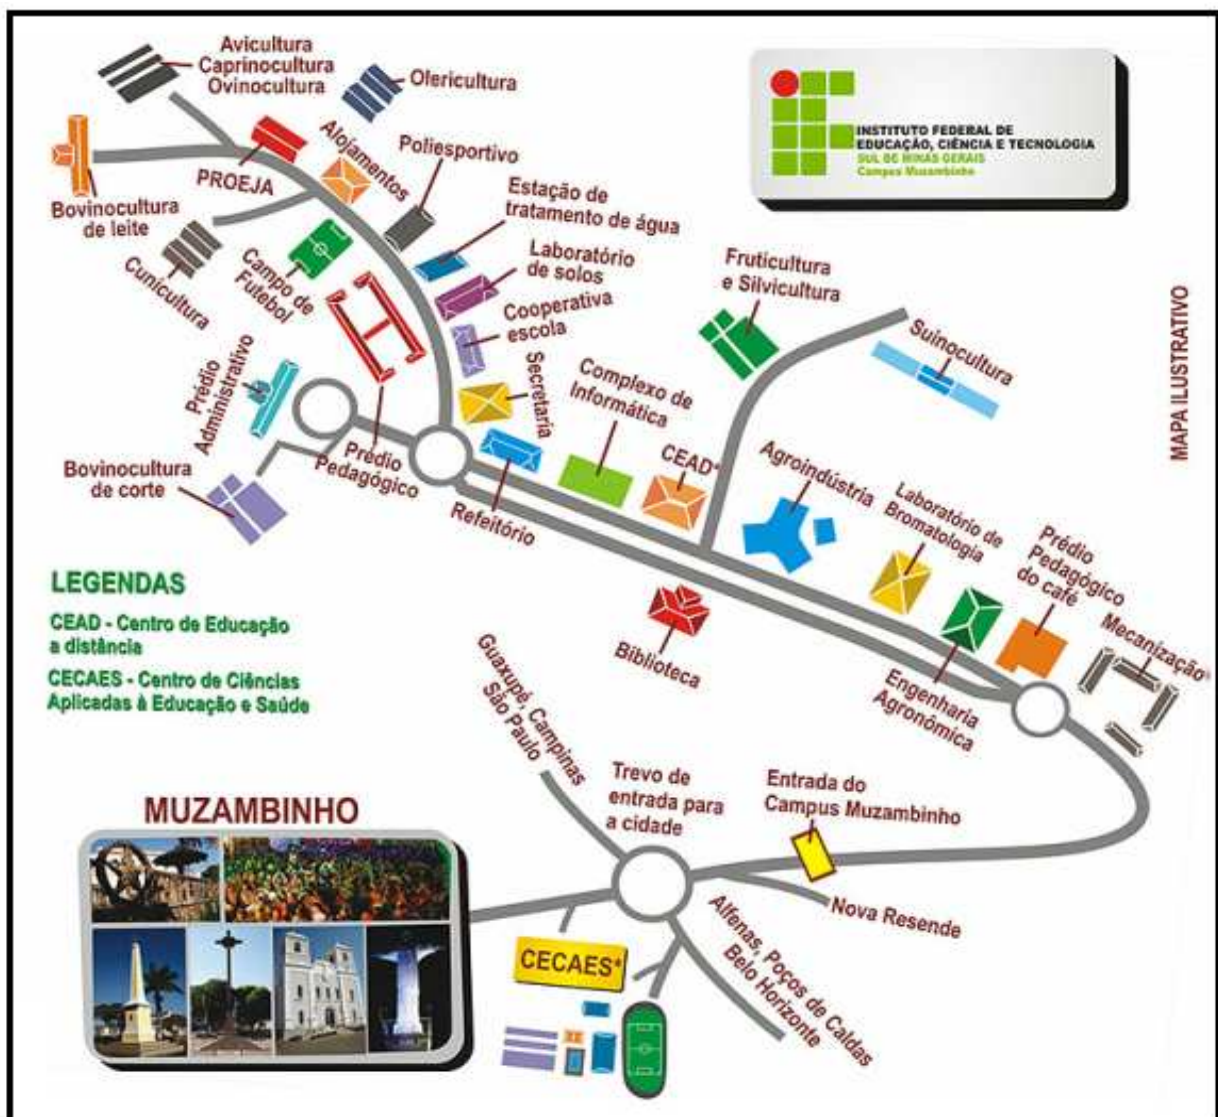 Avicultura
Caprinocultura
Ovinocultura
Olericultura
INSTITUTO FEDERAL DE
EDUCAÇÃO, CIÊNCIA E TECNOLOGIA
SUL DE MINAS GERAIS
Campus Muzambinho
Alojamentos
Poliesportivo
PROEJA
Estação de
tratamento de água
Bovinocultura
de leite
Cunicultura
Campo de
Futebol
Laboratório
de solos
Cooperativa
escola
Fruticultura
e Silvicultura
Suinocultura
MAPA ILUSTRATIVO
Prédio
Administrativo
Secretaria
Complexo de
Informática
CEAD*
Agroindústria
Laboratório de
Bromatologia
Prédio
Pedagógico
do café
Mecanização*
Prédio
Pedagógico
Bovinocultura
de corte
Refeitório
LEGENDAS
CEAD - Centro de Educação
a distância
CECAES - Centro de Ciências
Aplicadas à Educação e Saúde
Biblioteca
Engenharia
Agronômica
Guaxupé, Campinas
São Paulo
Trevo de
entrada para
a cidade
Entrada do
Campus Muzambinho
MUZAMBINHO
Nova Resende
Alfenas, Poços de Caldas
Belo Horizonte
CECAES*